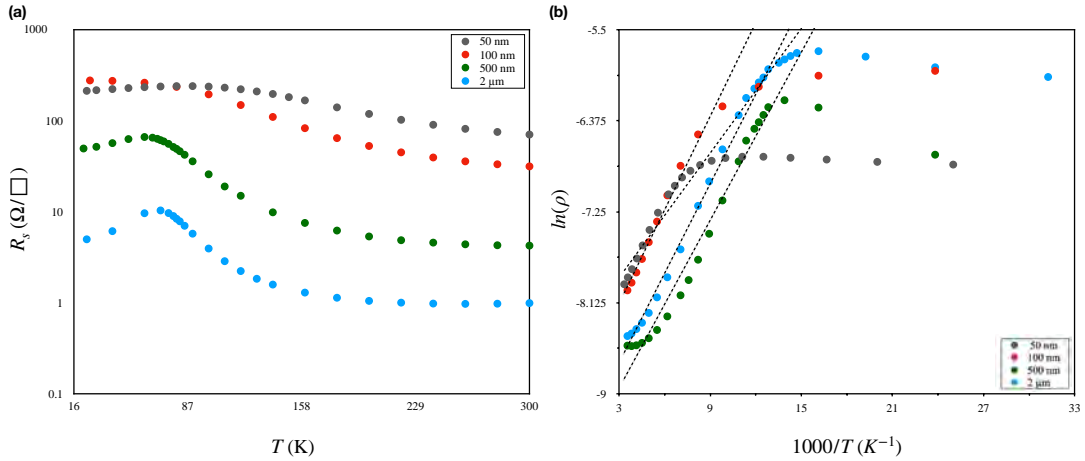 (a)
1000
100
10
1
0.1
R_s (Ω/□)
50 nm
100 nm
500 nm
2 μm
16
87
158
229
300
T (K)
(b)
-5.5
-6.375
-7.25
-8.125
-9
ln(ρ)
50 nm
100 nm
500 nm
2 μm
3
9
15
21
27
33
1000/T (K⁻¹)